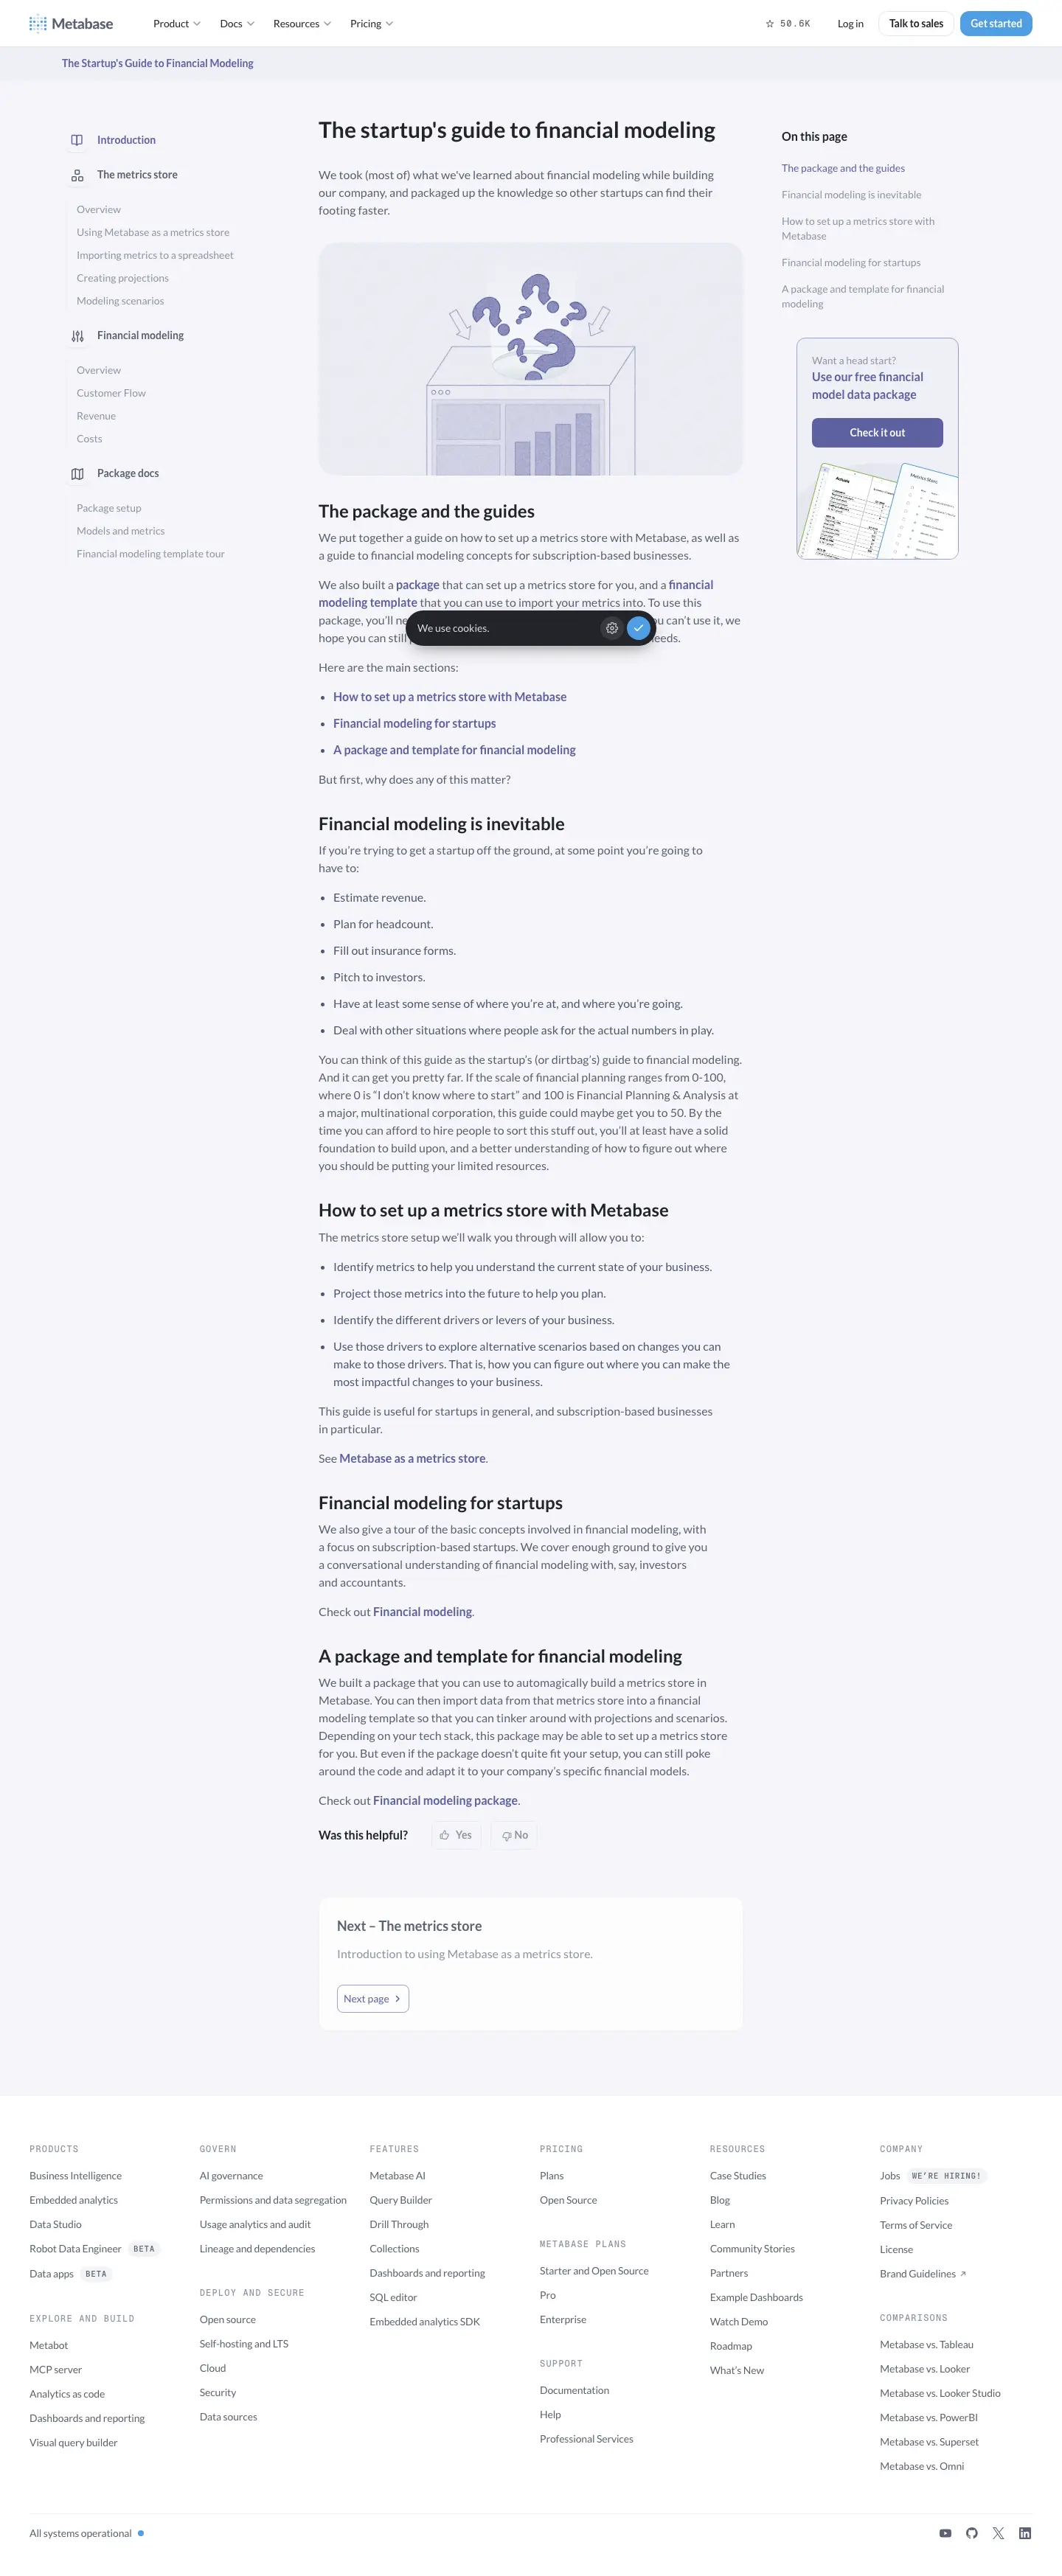 Metabase
Product
Docs
Resources
Pricing
50.6K
Log in
Talk to sales
Get started
The Startup's Guide to Financial Modeling
Introduction
The metrics store
Overview
Using Metabase as a metrics store
Importing metrics to a spreadsheet
Creating projections
Modeling scenarios
Financial modeling
Overview
Customer Flow
Revenue
Costs
Package docs
Package setup
Models and metrics
Financial modeling template tour
The startup's guide to financial modeling
We took (most of) what we've learned about financial modeling while building
our company, and packaged up the knowledge so other startups can find their
footing faster.
The package and the guides
We put together a guide on how to set up a metrics store with Metabase, as well as
a guide to financial modeling concepts for subscription-based businesses.
We also built a package that can set up a metrics store for you, and a financial
modeling template that you can use to import your metrics into. To use this
package, you'll ne
ou can't use it, we
hope you can still
needs.
We use cookies.
Here are the main sections:
• How to set up a metrics store with Metabase
• Financial modeling for startups
• A package and template for financial modeling
But first, why does any of this matter?
Financial modeling is inevitable
If you're trying to get a startup off the ground, at some point you're going to
have to:
• Estimate revenue.
• Plan for headcount.
• Fill out insurance forms.
• Pitch to investors.
• Have at least some sense of where you're at, and where you're going.
• Deal with other situations where people ask for the actual numbers in play.
You can think of this guide as the startup's (or dirtbag's) guide to financial modeling.
And it can get you pretty far. If the scale of financial planning ranges from 0-100,
where 0 is “I don't know where to start” and 100 is Financial Planning & Analysis at
a major, multinational corporation, this guide could maybe get you to 50. By the
time you can afford to hire people to sort this stuff out, you'll at least have a solid
foundation to build upon, and a better understanding of how to figure out where
you should be putting your limited resources.
How to set up a metrics store with Metabase
The metrics store setup we'll walk you through will allow you to:
• Identify metrics to help you understand the current state of your business.
• Project those metrics into the future to help you plan.
• Identify the different drivers or levers of your business.
• Use those drivers to explore alternative scenarios based on changes you can
make to those drivers. That is, how you can figure out where you can make the
most impactful changes to your business.
This guide is useful for startups in general, and subscription-based businesses
in particular.
See Metabase as a metrics store.
Financial modeling for startups
We also give a tour of the basic concepts involved in financial modeling, with
a focus on subscription-based startups. We cover enough ground to give you
a conversational understanding of financial modeling with, say, investors
and accountants.
Check out Financial modeling.
A package and template for financial modeling
We built a package that you can use to automagically build a metrics store in
Metabase. You can then import data from that metrics store into a financial
modeling template so that you can tinker around with projections and scenarios.
Depending on your tech stack, this package may be able to set up a metrics store
for you. But even if the package doesn't quite fit your setup, you can still poke
around the code and adapt it to your company's specific financial models.
Check out Financial modeling package.
Was this helpful?
Yes
No
Next – The metrics store
Introduction to using Metabase as a metrics store.
Next page
On this page
The package and the guides
Financial modeling is inevitable
How to set up a metrics store with
Metabase
Financial modeling for startups
A package and template for financial
modeling
Want a head start?
Use our free financial
model data package
Check it out
Actuals
Metrics Store
PRODUCTS
Business Intelligence
Embedded analytics
Data Studio
Robot Data Engineer BETA
Data apps BETA
EXPLORE AND BUILD
Metabot
MCP server
Analytics as code
Dashboards and reporting
Visual query builder
GOVERN
AI governance
Permissions and data segregation
Usage analytics and audit
Lineage and dependencies
DEPLOY AND SECURE
Open source
Self-hosting and LTS
Cloud
Security
Data sources
FEATURES
Metabase AI
Query Builder
Drill Through
Collections
Dashboards and reporting
SQL editor
Embedded analytics SDK
PRICING
Plans
Open Source
METABASE PLANS
Starter and Open Source
Pro
Enterprise
SUPPORT
Documentation
Help
Professional Services
RESOURCES
Case Studies
Blog
Learn
Community Stories
Partners
Example Dashboards
Watch Demo
Roadmap
What's New
COMPANY
Jobs WE'RE HIRING!
Privacy Policies
Terms of Service
License
Brand Guidelines ↗
COMPARISONS
Metabase vs. Tableau
Metabase vs. Looker
Metabase vs. Looker Studio
Metabase vs. PowerBI
Metabase vs. Superset
Metabase vs. Omni
All systems operational